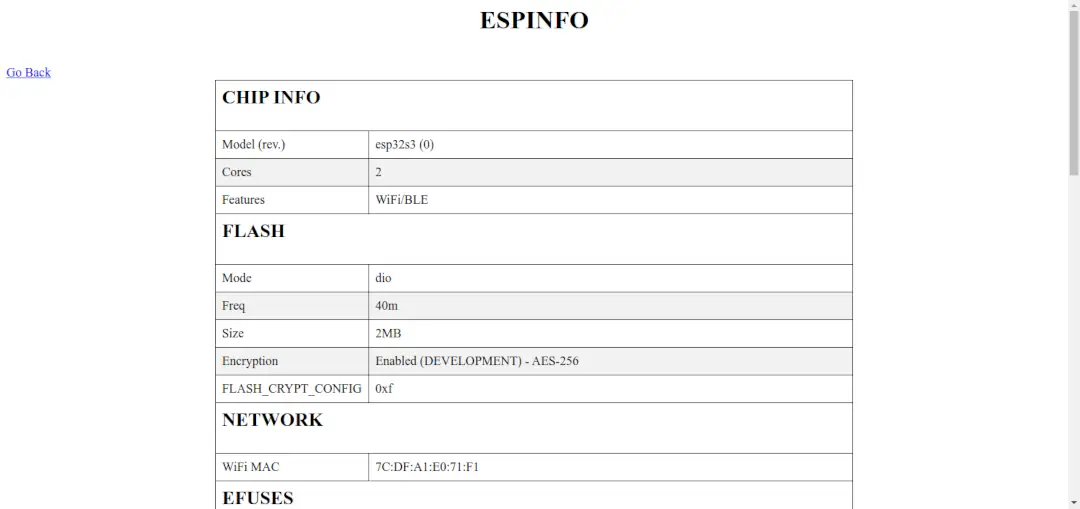 ESPINFO
Go Back
CHIP INFO
Model (rev.) esp32s3 (0)
Cores 2
Features WiFi/BLE
FLASH
Mode dio
Freq 40m
Size 2MB
Encryption Enabled (DEVELOPMENT) - AES-256
FLASH_CRYPT_CONFIG 0xf
NETWORK
WiFi MAC 7C:DF:A1:E0:71:F1
EFUSES